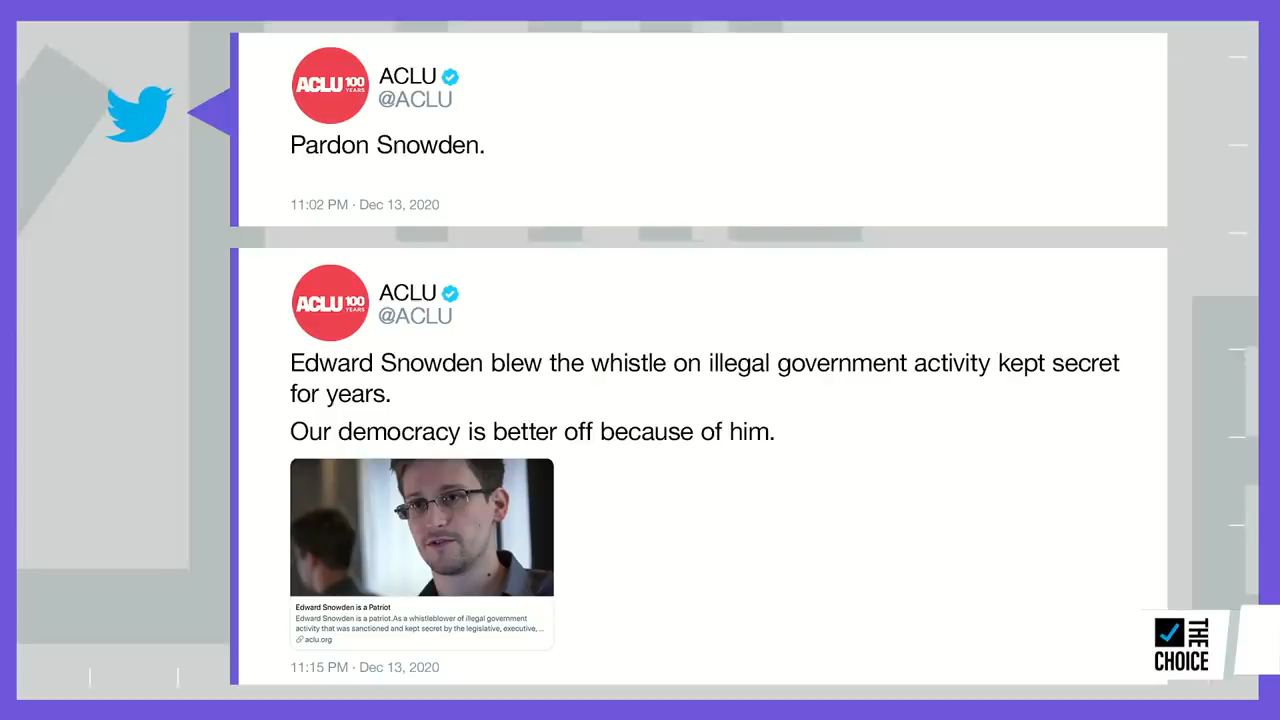 ACLU 100 YEARS
ACLU
@ACLU
Pardon Snowden.
11:02 PM · Dec 13, 2020
ACLU 100 YEARS
ACLU
@ACLU
Edward Snowden blew the whistle on illegal government activity kept secret
for years.
Our democracy is better off because of him.
Edward Snowden is a Patriot
Edward Snowden is a patriot.As a whistleblower of illegal government
activity that was sanctioned and kept secret by the legislative, executive, ...
aclu.org
11:15 PM · Dec 13, 2020
THE
CHOICE